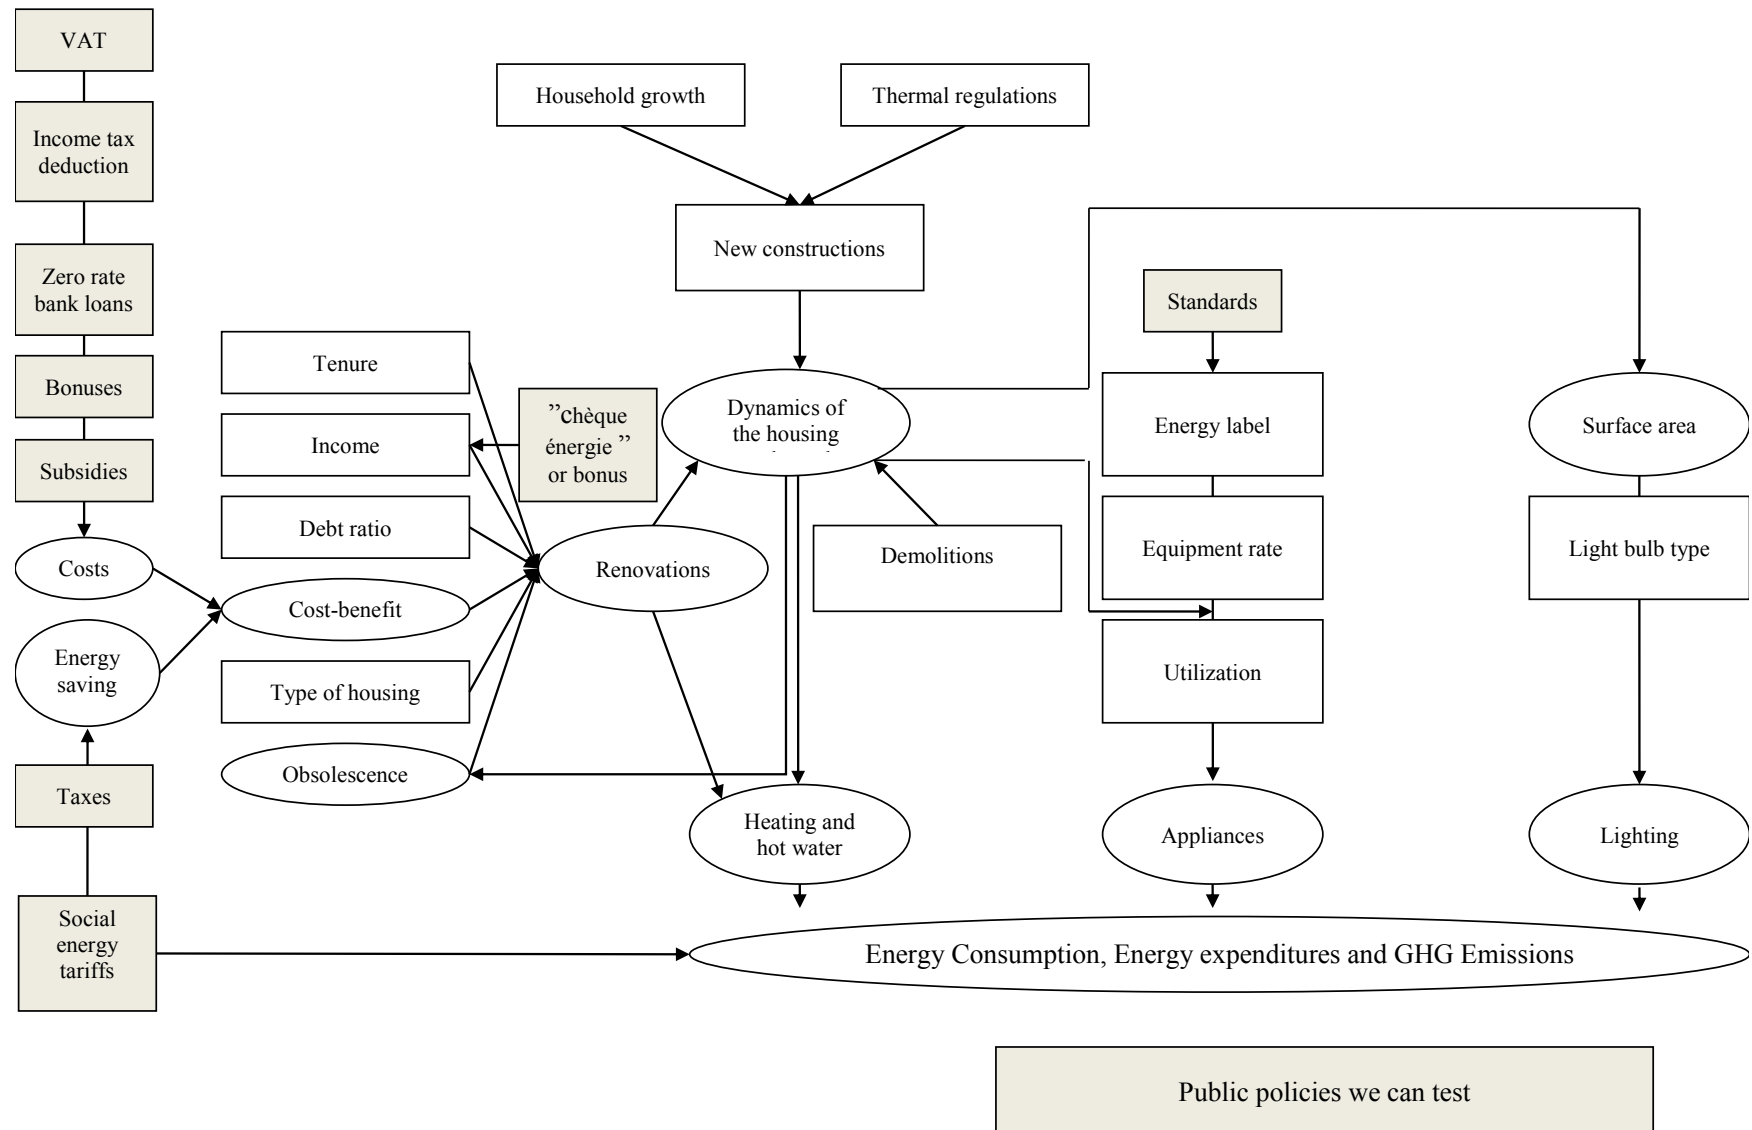 VAT
Income tax
deduction
Zero rate
bank loans
Bonuses
Subsidies
Costs
Energy
saving
Taxes
Social
energy
tariffs
Tenure
Income
Debt ratio
Cost-benefit
Type of housing
Obsolescence
”chèque
énergie ”
or bonus
Household growth
Thermal regulations
New constructions
Dynamics of
the housing
Renovations
Demolitions
Heating and
hot water
Standards
Energy label
Equipment rate
Utilization
Appliances
Surface area
Light bulb type
Lighting
Energy Consumption, Energy expenditures and GHG Emissions
Public policies we can test